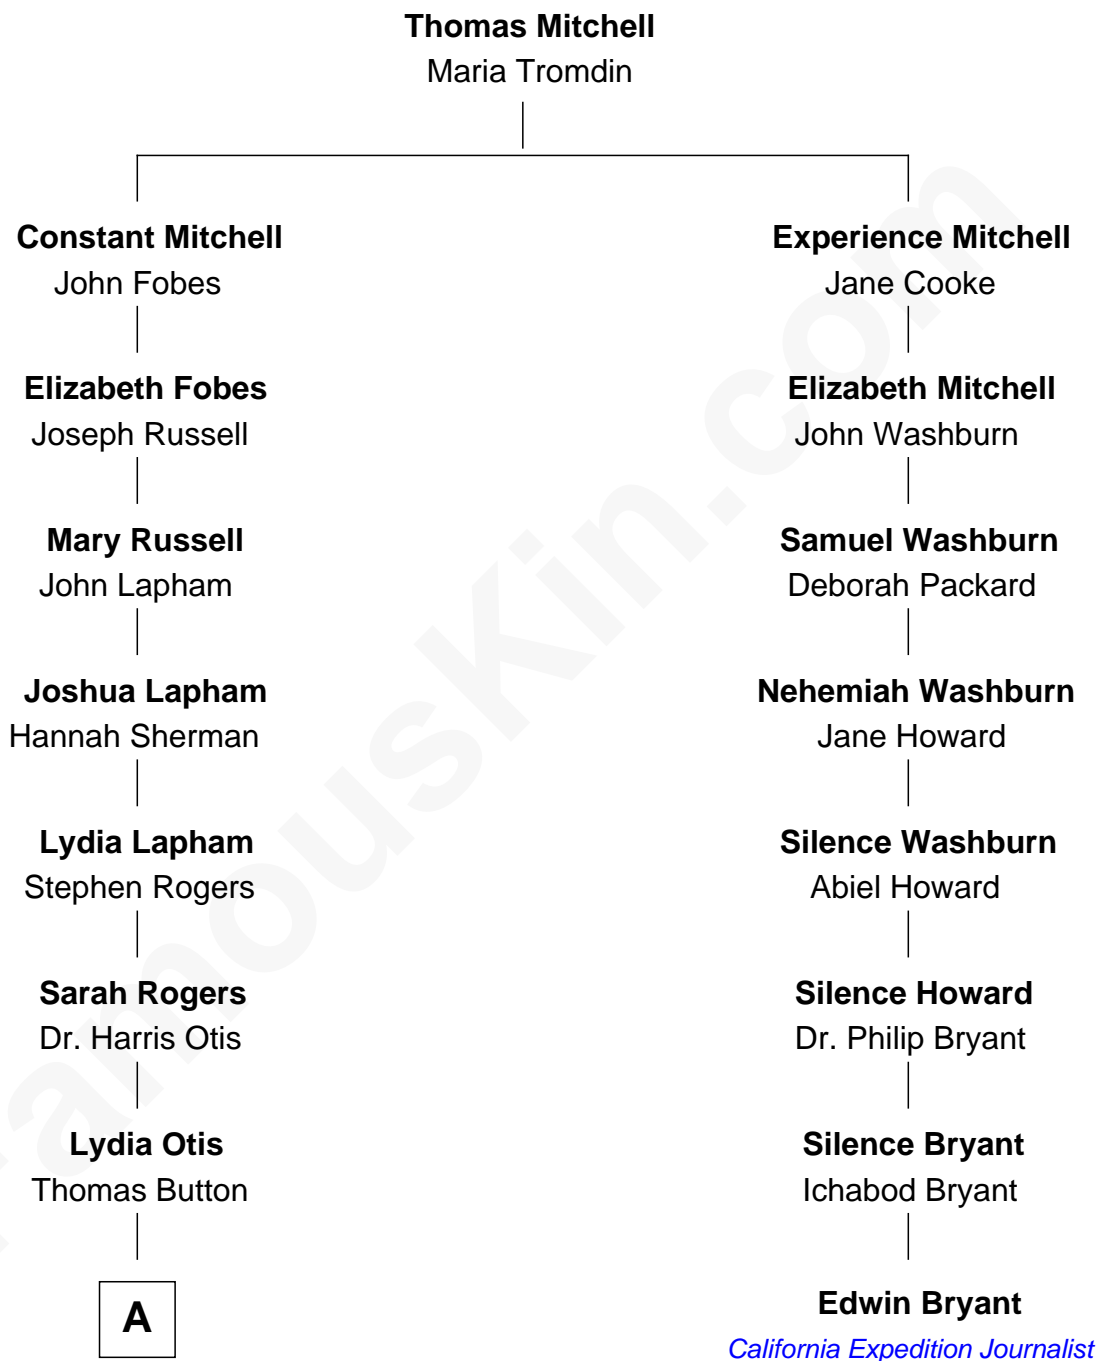 Thomas Mitchell
Maria Tromdin
Constant Mitchell
John Fobes
Experience Mitchell
Jane Cooke
Elizabeth Fobes
Joseph Russell
Elizabeth Mitchell
John Washburn
Mary Russell
John Lapham
Samuel Washburn
Deborah Packard
Joshua Lapham
Hannah Sherman
Nehemiah Washburn
Jane Howard
Lydia Lapham
Stephen Rogers
Silence Washburn
Abiel Howard
Sarah Rogers
Dr. Harris Otis
Silence Howard
Dr. Philip Bryant
Lydia Otis
Thomas Button
Silence Bryant
Ichabod Bryant
A
Edwin Bryant
California Expedition Journalist
FamousKin.com